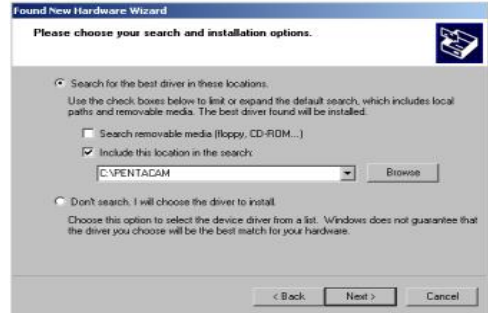 Found New Hardware Wizard
Please choose your search and installation options.
Search for the best driver in these locations.
Use the check boxes below to limit or expand the default search, which includes local
paths and removable media. The best driver found will be installed.
Search removable media (floppy, CD-ROM...)
Include this location in the search:
C:\PENTACAM
Browse
Don't search. I will choose the driver to install.
Choose this option to select the device driver from a list. Windows does not guarantee that
the driver you choose will be the best match for your hardware.
< Back Next > Cancel